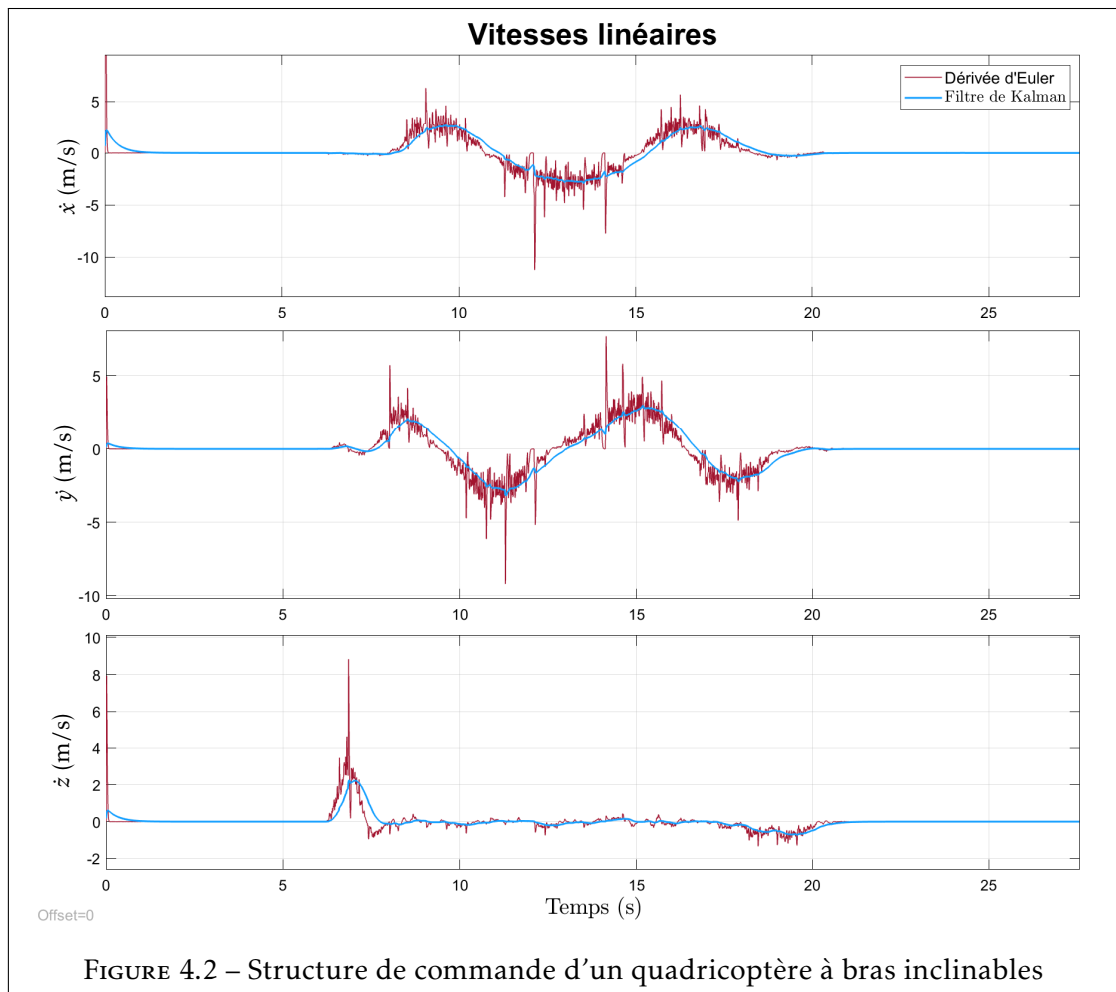 Vitesses linéaires
Dérivée d'Euler
Filtre de Kalman
5
0
-5
-10
ẋ (m/s)
0 5 10 15 20 25
5
0
-5
-10
ẏ (m/s)
0 5 10 15 20 25
10
8
6
4
2
0
-2
ż (m/s)
0 5 10 15 20 25
Temps (s)
Offset=0
FIGURE 4.2 – Structure de commande d'un quadricoptère à bras inclinables